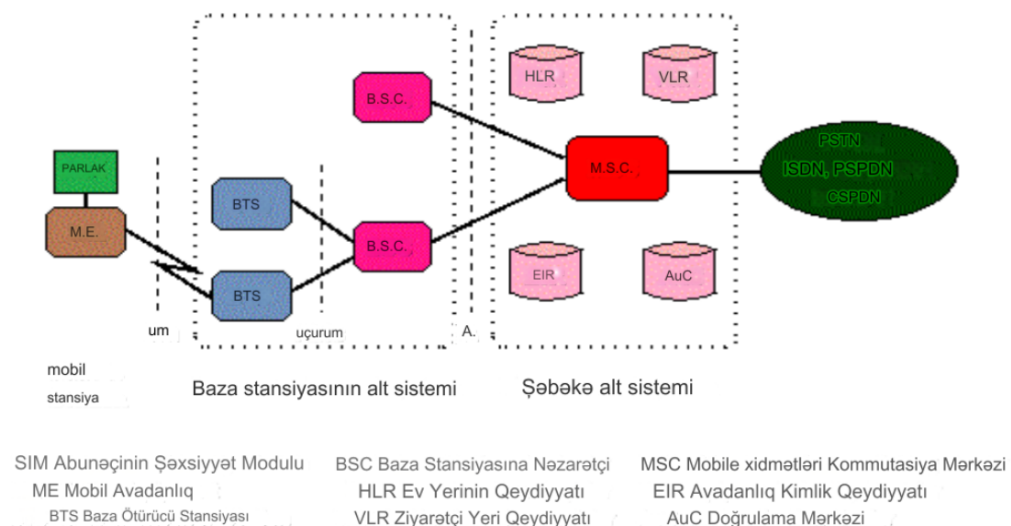 HLR
VLR
B.S.C.
PARLAK
M.E.
BTS
B.S.C.
BTS
M.S.C.
PSTN
ISDN, PSPDN
CSPDN
EIR
AuC
um
uçurum
A.
mobil
stansiya
Baza stansiyasının alt sistemi
Şəbəkə alt sistemi
SIM Abunəçinin Şəxsiyyət Modulu
ME Mobil Avadanlıq
BTS Baza Ötürücü Stansiyası
BSC Baza Stansiyasına Nəzarətçi
HLR Ev Yerinin Qeydiyyatı
VLR Ziyarətçi Yeri Qeydiyyatı
MSC Mobile xidmətləri Kommutasiya Mərkəzi
EIR Avadanlıq Kimlik Qeydiyyatı
AuC Doğrulama Mərkəzi